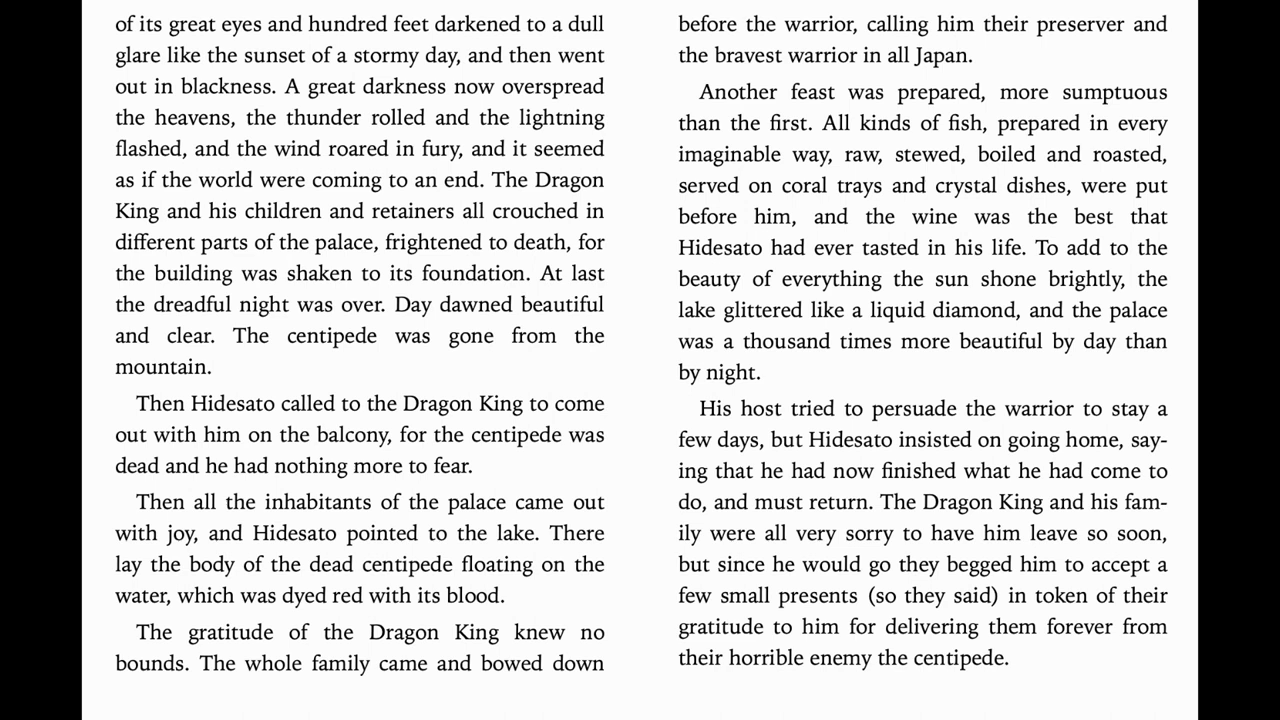 of its great eyes and hundred feet darkened to a dull
glare like the sunset of a stormy day, and then went
out in blackness. A great darkness now overspread
the heavens, the thunder rolled and the lightning
flashed, and the wind roared in fury, and it seemed
as if the world were coming to an end. The Dragon
King and his children and retainers all crouched in
different parts of the palace, frightened to death, for
the building was shaken to its foundation. At last
the dreadful night was over. Day dawned beautiful
and clear. The centipede was gone from the
mountain.
Then Hidesato called to the Dragon King to come
out with him on the balcony, for the centipede was
dead and he had nothing more to fear.
Then all the inhabitants of the palace came out
with joy, and Hidesato pointed to the lake. There
lay the body of the dead centipede floating on the
water, which was dyed red with its blood.
The gratitude of the Dragon King knew no
bounds. The whole family came and bowed down
before the warrior, calling him their preserver and
the bravest warrior in all Japan.
Another feast was prepared, more sumptuous
than the first. All kinds of fish, prepared in every
imaginable way, raw, stewed, boiled and roasted,
served on coral trays and crystal dishes, were put
before him, and the wine was the best that
Hidesato had ever tasted in his life. To add to the
beauty of everything the sun shone brightly, the
lake glittered like a liquid diamond, and the palace
was a thousand times more beautiful by day than
by night.
His host tried to persuade the warrior to stay a
few days, but Hidesato insisted on going home, say-
ing that he had now finished what he had come to
do, and must return. The Dragon King and his fam-
ily were all very sorry to have him leave so soon,
but since he would go they begged him to accept a
few small presents (so they said) in token of their
gratitude to him for delivering them forever from
their horrible enemy the centipede.